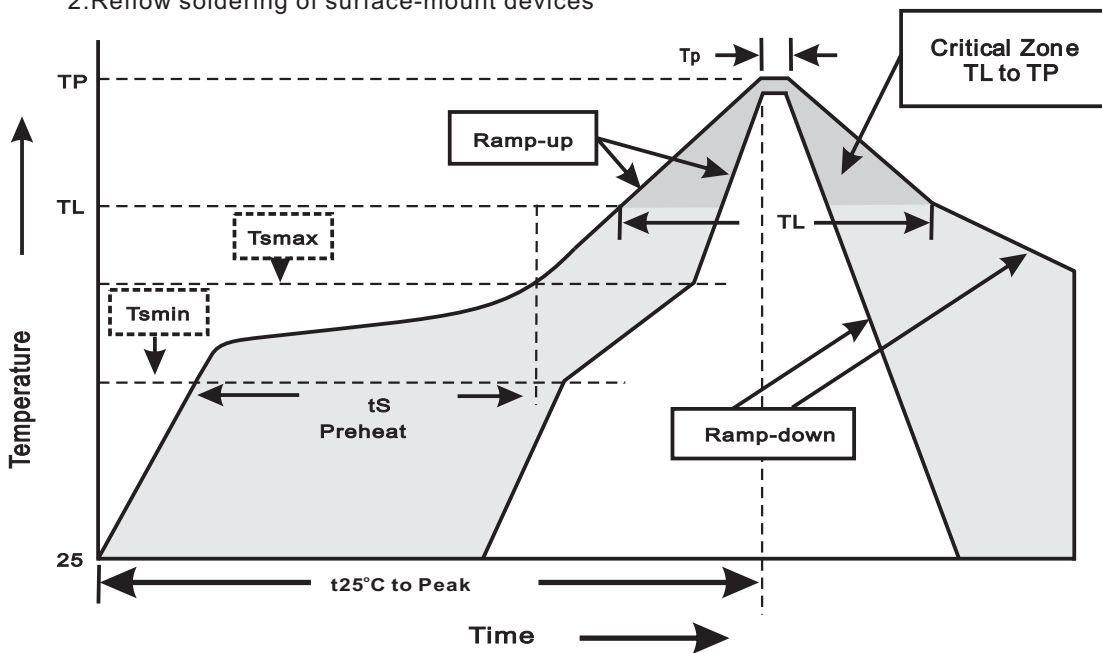 2.Reflow soldering of surface-mount devices
Tp
Critical Zone
TL to TP
TP
Ramp-up
TL
TL
Tsmax
Tsmin
Temperature
tS
Preheat
Ramp-down
25
t25°C to Peak
Time